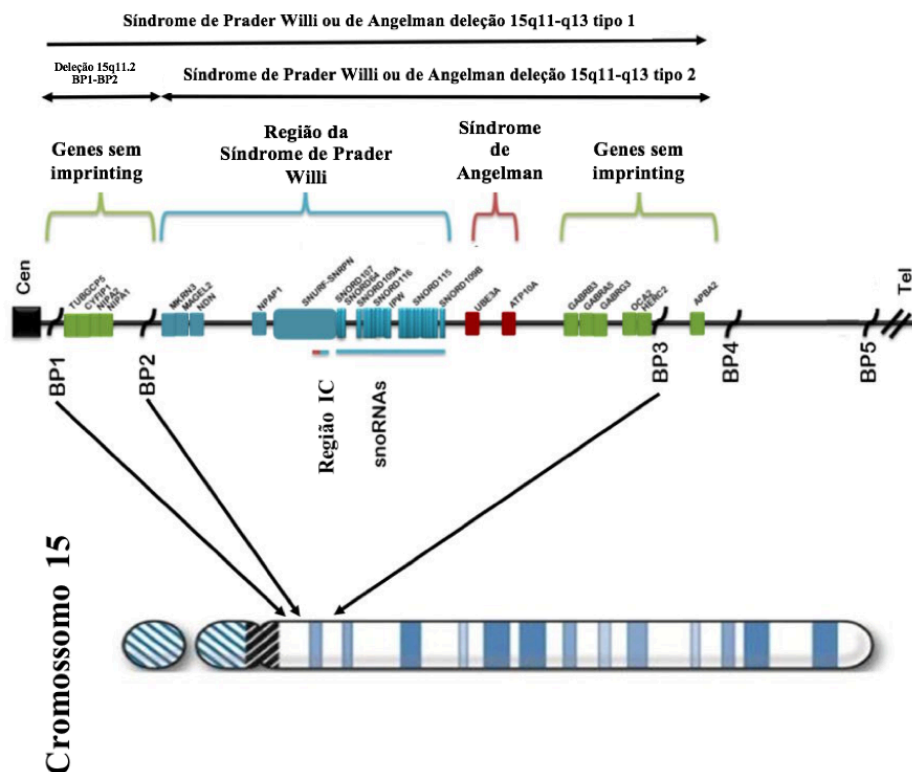 Síndrome de Prader Willi ou de Angelman deleção 15q11-q13 tipo 1
Deleção 15q11.2
BP1-BP2
Síndrome de Prader Willi ou de Angelman deleção 15q11-q13 tipo 2
Genes sem
imprinting
Região da
Síndrome de Prader
Willi
Síndrome
de
Angelman
Genes sem
imprinting
Cen
TUBGCP5
CYFIP1
NIPA2
NIPA1
MKRN3
MAGEL2
NDN
NPAP1
SNURF-SNRPN
SNORD107
SNORD64
SNORD109A
SNORD116
IPW
SNORD115
SNORD109B
UBE3A
ATP10A
GABRB3
GABRA5
GABRG3
OCA2
HERC2
APBA2
Tel
BP1
BP2
BP3
BP4
BP5
Região IC
snoRNAs
Cromossomo 15